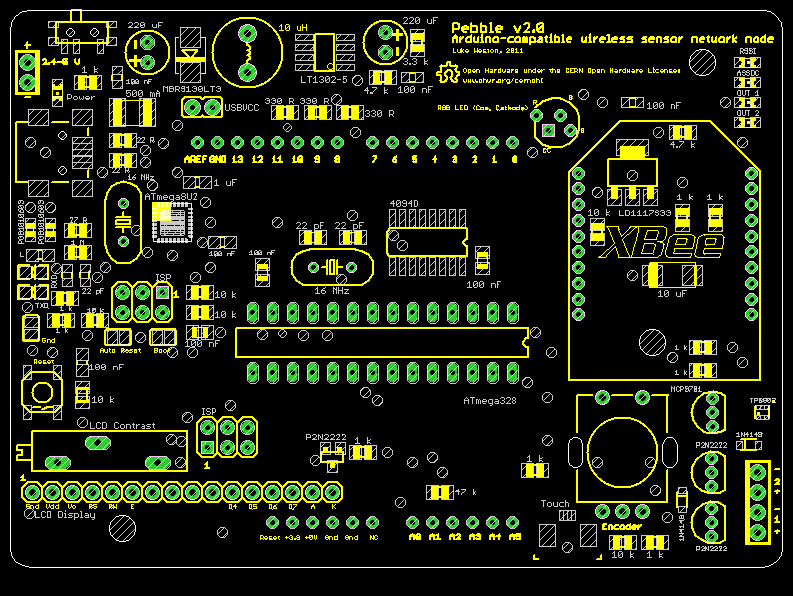 Pebble v2.0
Arduino-compatible wireless sensor network node
Luke Weston, 2011
Open Hardware under the CERN Open Hardware Licenses
www.ohwr.org/cernohl
220 uF
10 uH
220 uF
3.3 k
LT1302-5
4.7 k
100 nF
MBR0130LT3
+
2.4-6 V
1 k
100 nF
Power
500 mA
USBVCC
330 R
330 R
330 R
RGB LED (Com. Cathode)
R
B
G
CC
RSSI
ASSOC
OUT 1
OUT 2
100 nF
4.7 k
22 R
22 R
16 MHz
AREF
GND
13
12
11
10
9
8
7
6
5
4
3
2
1
0
1 uF
ATmega8U2
4094D
22 pF
22 pF
100 nF
100 nF
100 nF
16 MHz
LD1117S33
10 k
1 k
1 k
XBee
10 uF
27 R
1 M
L
TXD
22 pF
1 k
10 k
ISP
1
10 k
10 k
100 nF
Gnd
Auto Reset
Boot
Reset
100 nF
10 k
ATmega328
1 k
1 k
MCP9701
TPS802
LCD Contrast
ISP
1
P2N2222
1 k
1 k
P2N2222
1N4148
47 k
1N4148
-
2
+
-
1
+
1
Gnd
Vdd
Vo
RS
RW
E
D4
D5
D6
D7
A
K
LCD Display
Reset
+3.3
+5V
Gnd
Gnd
NC
A0
A1
A2
A3
A4
A5
Touch
Encoder
10 k
1 k
P2N2222